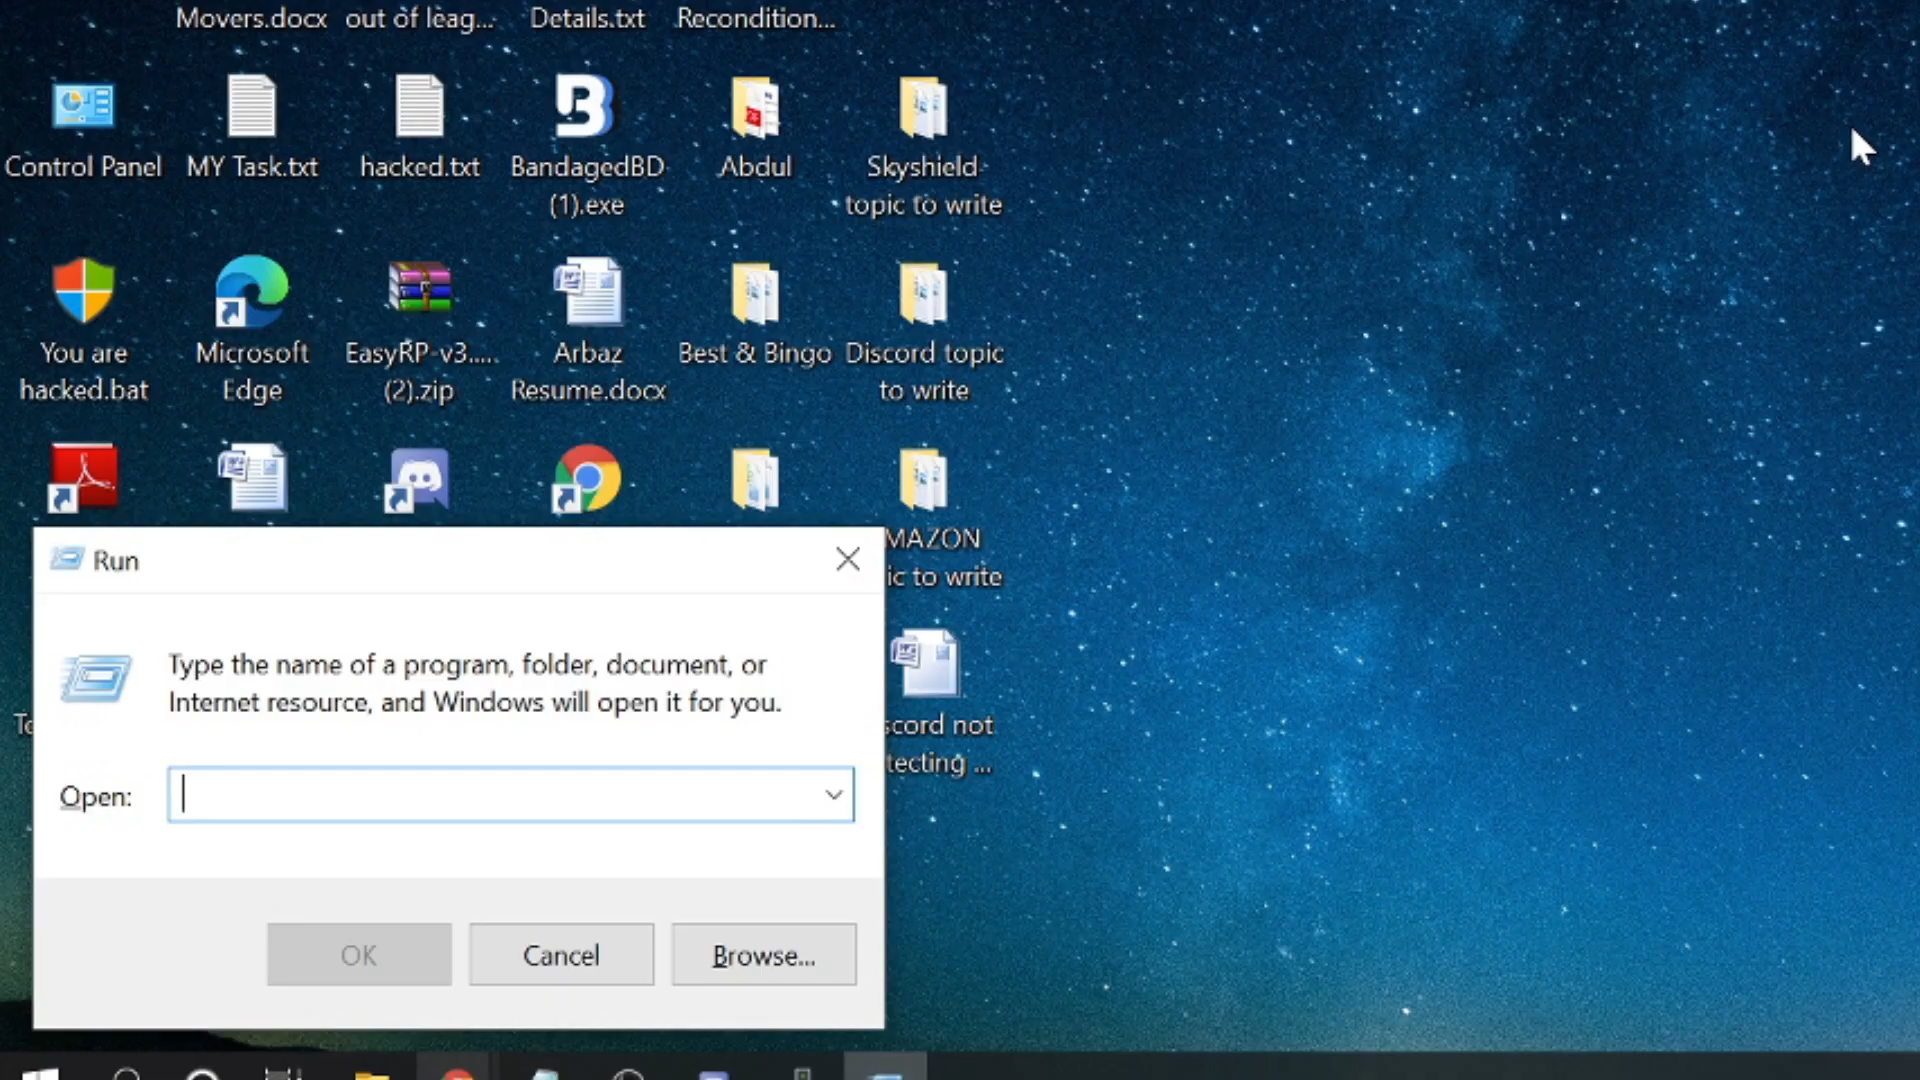 Movers.docx
out of leag...
Details.txt
Recondition...
Control Panel
MY Task.txt
hacked.txt
BandagedBD
(1).exe
Abdul
Skyshield
topic to write
You are
hacked.bat
Microsoft
Edge
EasyRP-v3....
(2).zip
Arbaz
Resume.docx
Best & Bingo
Discord topic
to write
MAZON
ic to write
scord not
tecting ...
Run
Type the name of a program, folder, document, or
Internet resource, and Windows will open it for you.
Open:
OK
Cancel
Browse...